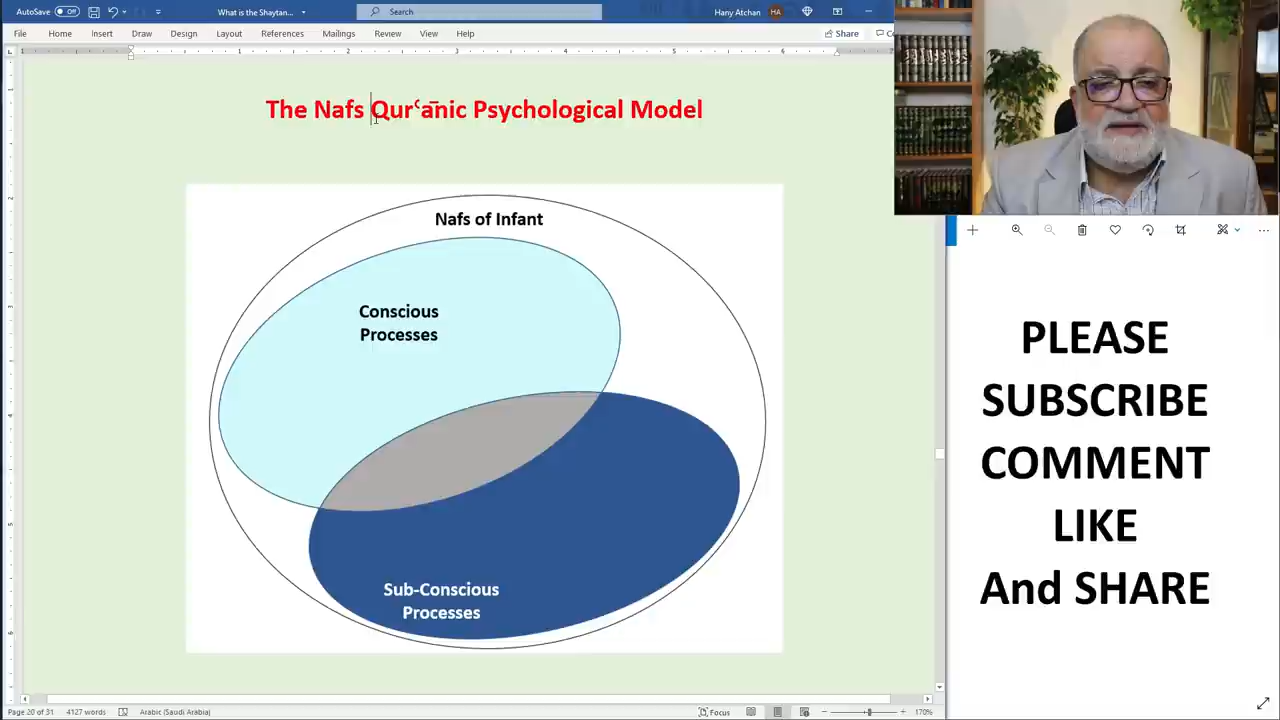 AutoSave Off What is the Shaytan... Search Hany Atchan HA
File Home Insert Draw Design Layout References Mailings Review View Help Share
The Nafs Qurʿānic Psychological Model
Nafs of Infant
Conscious
Processes
Sub-Conscious
Processes
PLEASE
SUBSCRIBE
COMMENT
LIKE
And SHARE
Page 20 of 31 4127 words Arabic (Saudi Arabia) Focus 170%